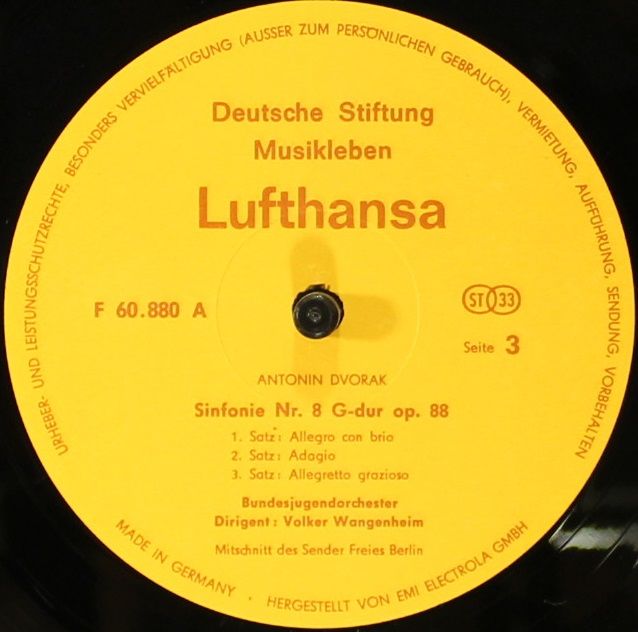 URHEBER- UND LEISTUNGSSCHUTZRECHTE, BESONDERS VERVIELFÄLTIGUNG (AUSSER ZUM PERSÖNLICHEN GEBRAUCH), VERMIETUNG, AUFFÜHRUNG, SENDUNG, VORBEHALTEN
Deutsche Stiftung
Musikleben
Lufthansa
F 60.880 A
ST 33
Seite 3
ANTONIN DVORAK
Sinfonie Nr. 8 G-dur op. 88
1. Satz: Allegro con brio
2. Satz: Adagio
3. Satz: Allegretto grazioso
Bundesjugendorchester
Dirigent: Volker Wangenheim
Mitschnitt des Sender Freies Berlin
MADE IN GERMANY · HERGESTELLT VON EMI ELECTROLA GMBH